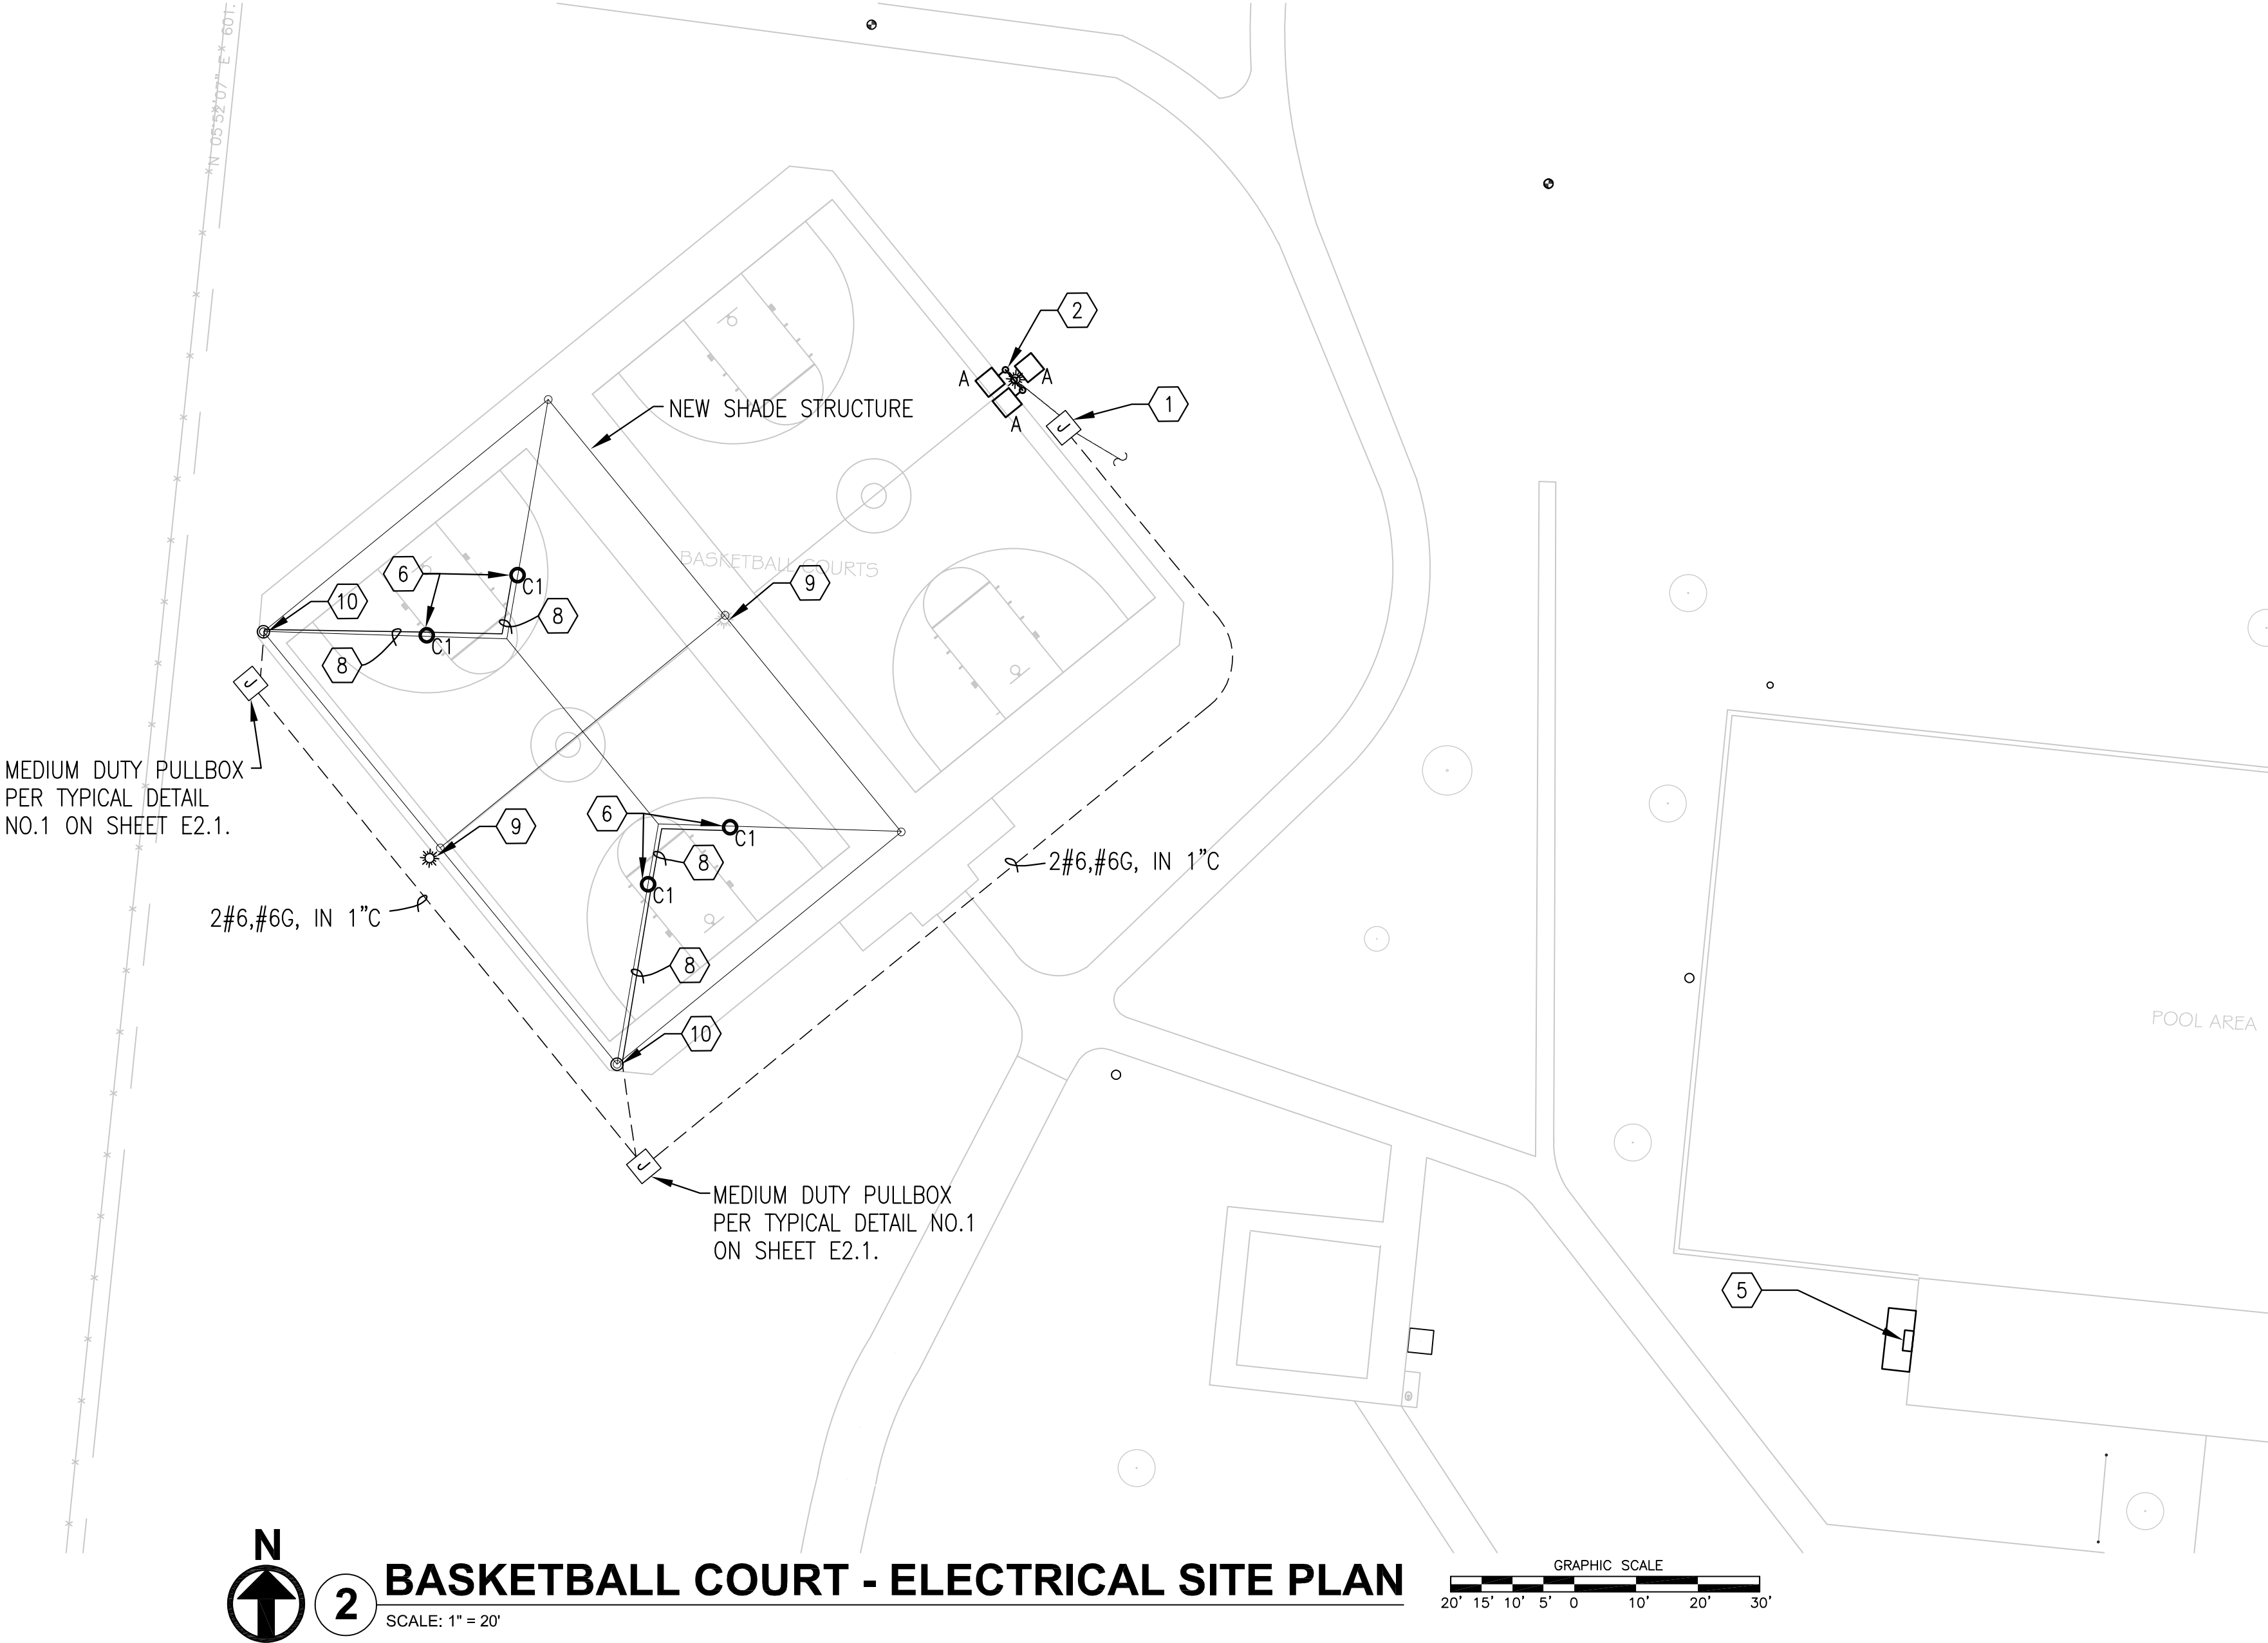 N 05°52'07" E 601.
2
A
A
A
1
J
NEW SHADE STRUCTURE
BASKETBALL COURTS
6
C1
C1
10
8
8
9
J
MEDIUM DUTY PULLBOX
PER TYPICAL DETAIL
NO.1 ON SHEET E2.1.
9
6
C1
C1
8
8
2#6,#6G, IN 1"C
2#6,#6G, IN 1"C
10
J
MEDIUM DUTY PULLBOX
PER TYPICAL DETAIL NO.1
ON SHEET E2.1.
POOL AREA
5
N
2
BASKETBALL COURT - ELECTRICAL SITE PLAN
SCALE: 1" = 20'
GRAPHIC SCALE
20' 15' 10' 5' 0 10' 20' 30'